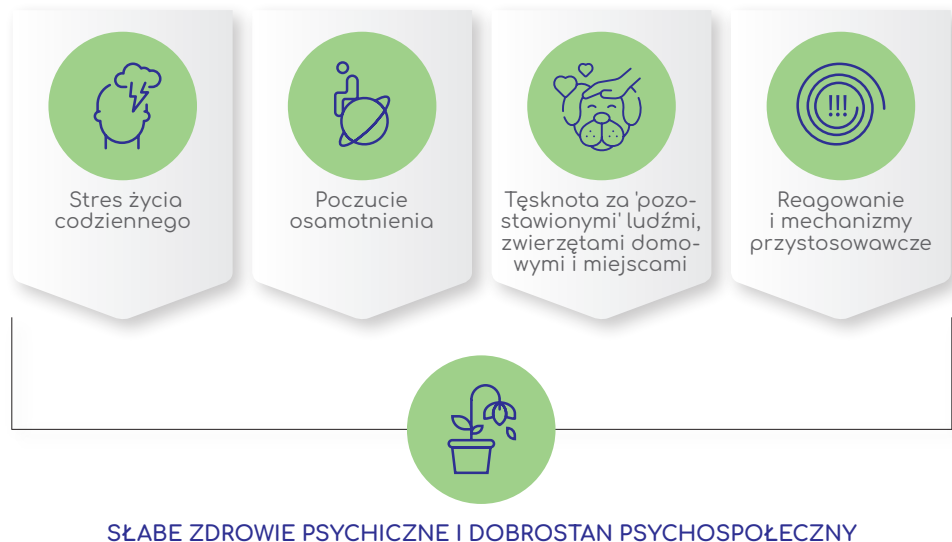 Stres życia
codziennego
Poczucie
osamotnienia
Tęsknota za 'pozo-
stawionymi' ludźmi,
zwierzętami domo-
wymi i miejscami
!!!
Reagowanie
i mechanizmy
przystosowawcze
SŁABE ZDROWIE PSYCHICZNE I DOBROSTAN PSYCHOSPOŁECZNY